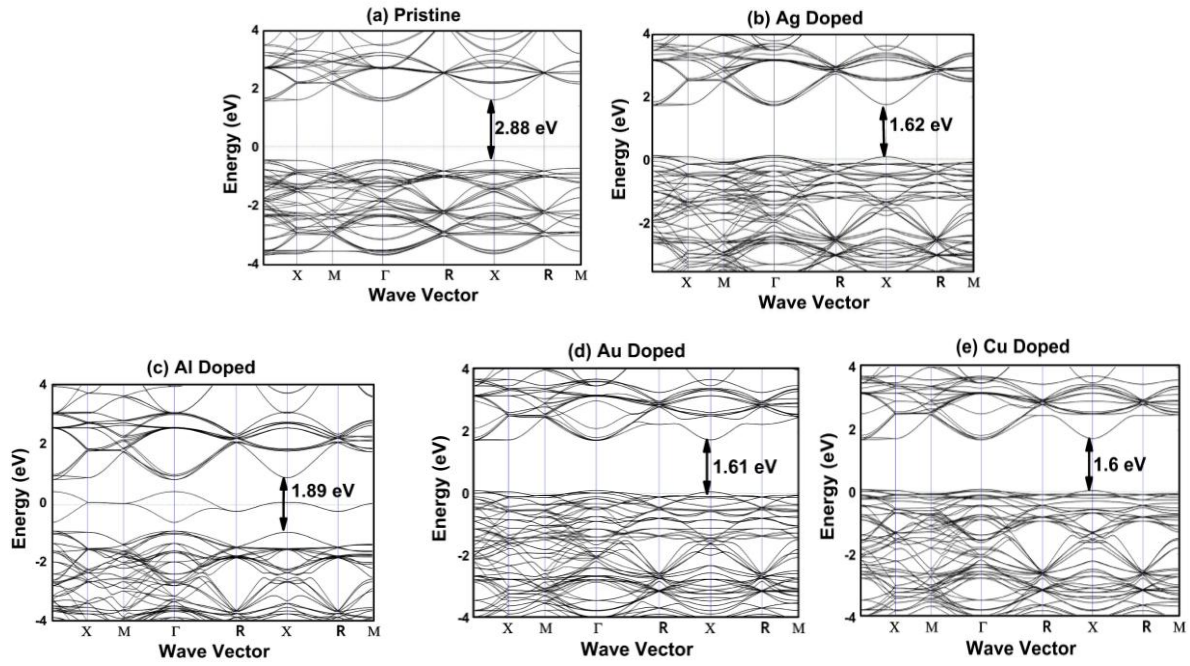 (a) Pristine
4
2
0
-2
-4
Energy (eV)
2.88 eV
X M Γ R X R M
Wave Vector
(b) Ag Doped
4
2
0
-2
Energy (eV)
1.62 eV
X M Γ R X R M
Wave Vector
(c) Al Doped
4
2
0
-2
-4
Energy (eV)
1.89 eV
X M Γ R X R M
Wave Vector
(d) Au Doped
4
2
0
-2
-4
Energy (eV)
1.61 eV
X M Γ R X R M
Wave Vector
(e) Cu Doped
4
2
0
-2
-4
Energy (eV)
1.6 eV
X M Γ R X R M
Wave Vector